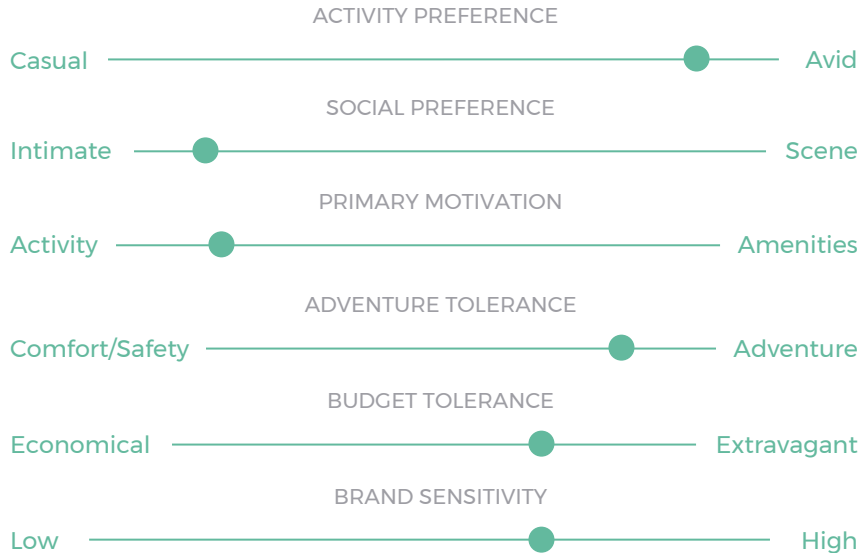 ACTIVITY PREFERENCE
Casual Avid
SOCIAL PREFERENCE
Intimate Scene
PRIMARY MOTIVATION
Activity Amenities
ADVENTURE TOLERANCE
Comfort/Safety Adventure
BUDGET TOLERANCE
Economical Extravagant
BRAND SENSITIVITY
Low High